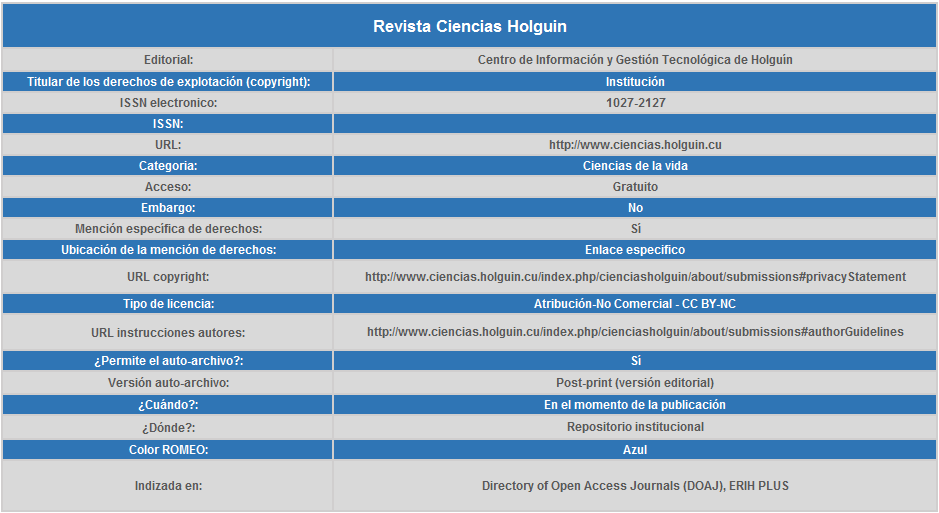 Revista Ciencias Holguin
Editorial: Centro de Información y Gestión Tecnológica de Holguín
Titular de los derechos de explotación (copyright): Institución
ISSN electronico: 1027-2127
ISSN:
URL: http://www.ciencias.holguin.cu
Categoria: Ciencias de la vida
Acceso: Gratuito
Embargo: No
Mención específica de derechos: Sí
Ubicación de la mención de derechos: Enlace especifico
URL copyright: http://www.ciencias.holguin.cu/index.php/cienciasholguin/about/submissions#privacyStatement
Tipo de licencia: Atribución-No Comercial - CC BY-NC
URL instrucciones autores: http://www.ciencias.holguin.cu/index.php/cienciasholguin/about/submissions#authorGuidelines
¿Permite el auto-archivo?: Sí
Versión auto-archivo: Post-print (versión editorial)
¿Cuándo?: En el momento de la publicación
¿Dónde?: Repositorio institucional
Color ROMEO: Azul
Indizada en: Directory of Open Access Journals (DOAJ), ERIH PLUS